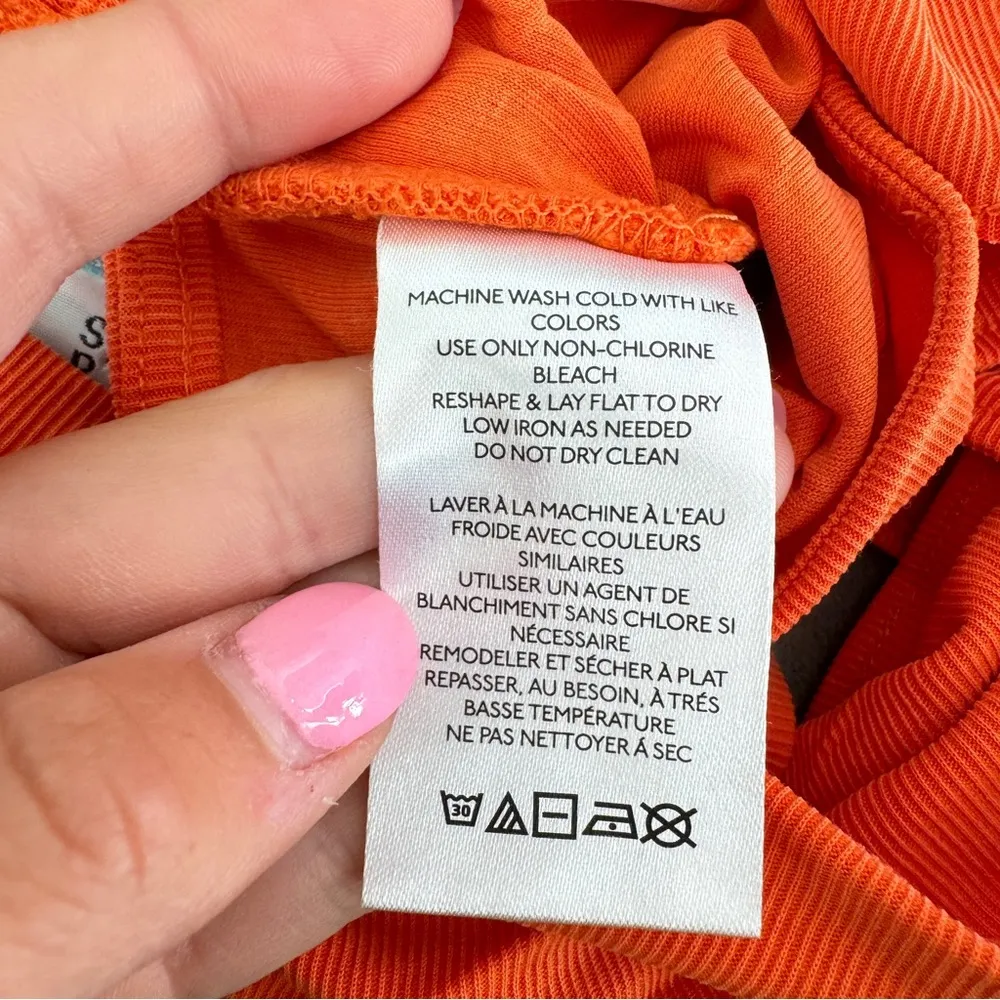 MACHINE WASH COLD WITH LIKE
COLORS
USE ONLY NON-CHLORINE
BLEACH
RESHAPE & LAY FLAT TO DRY
LOW IRON AS NEEDED
DO NOT DRY CLEAN
LAVER À LA MACHINE À L'EAU
FROIDE AVEC COULEURS
SIMILAIRES
UTILISER UN AGENT DE
BLANCHIMENT SANS CHLORE SI
NÉCESSAIRE
REMODELER ET SÉCHER À PLAT
REPASSER, AU BESOIN, À TRÉS
BASSE TEMPÉRATURE
NE PAS NETTOYER Á SEC
30